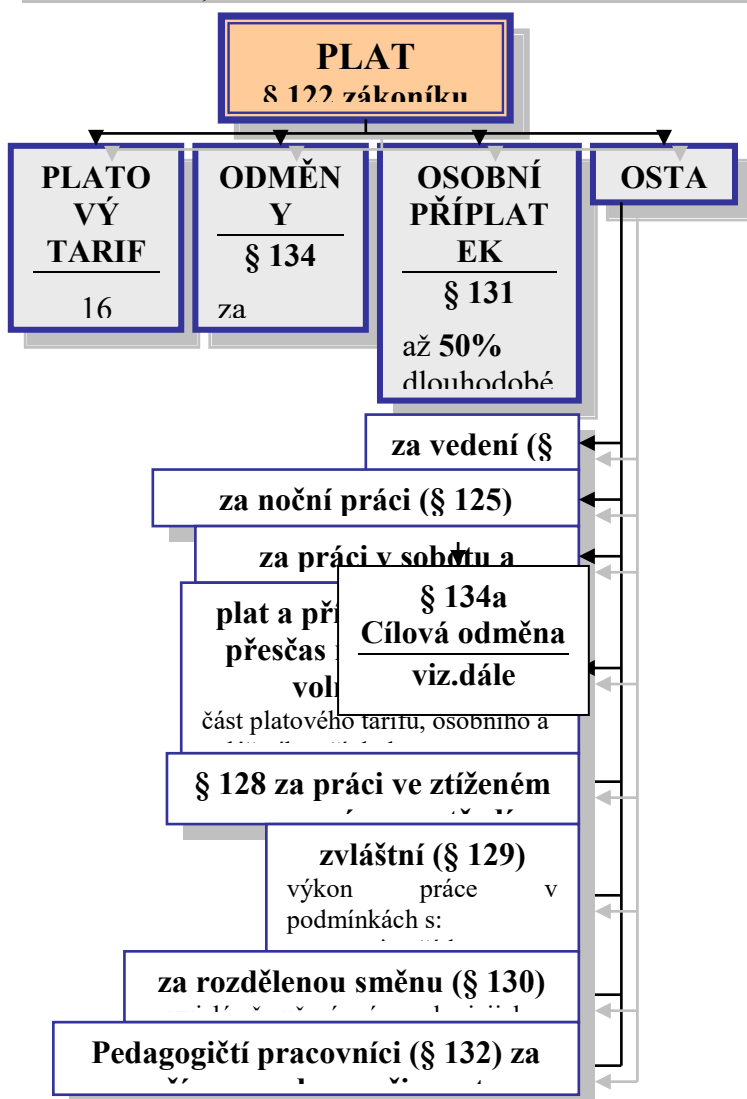 PLAT
§ 122 zákoníku
PLATO
VÝ
TARIF
16
ODMĚN
Y
§ 134
za
OSOBNÍ
PŘÍPLAT
EK
§ 131
až 50%
dlouhodobé
OSTA
za vedení (§
za noční práci (§ 125)
za práci v sobotu a
§ 134a
Cílová odměna
viz.dále
plat a
přesčas
část platového tarifu, osobního a
§ 128 za práci ve ztíženém
zvláštní (§ 129)
výkon práce v
podmínkách s:
za rozdělenou směnu (§ 130)
Pedagogičtí pracovníci (§ 132) za